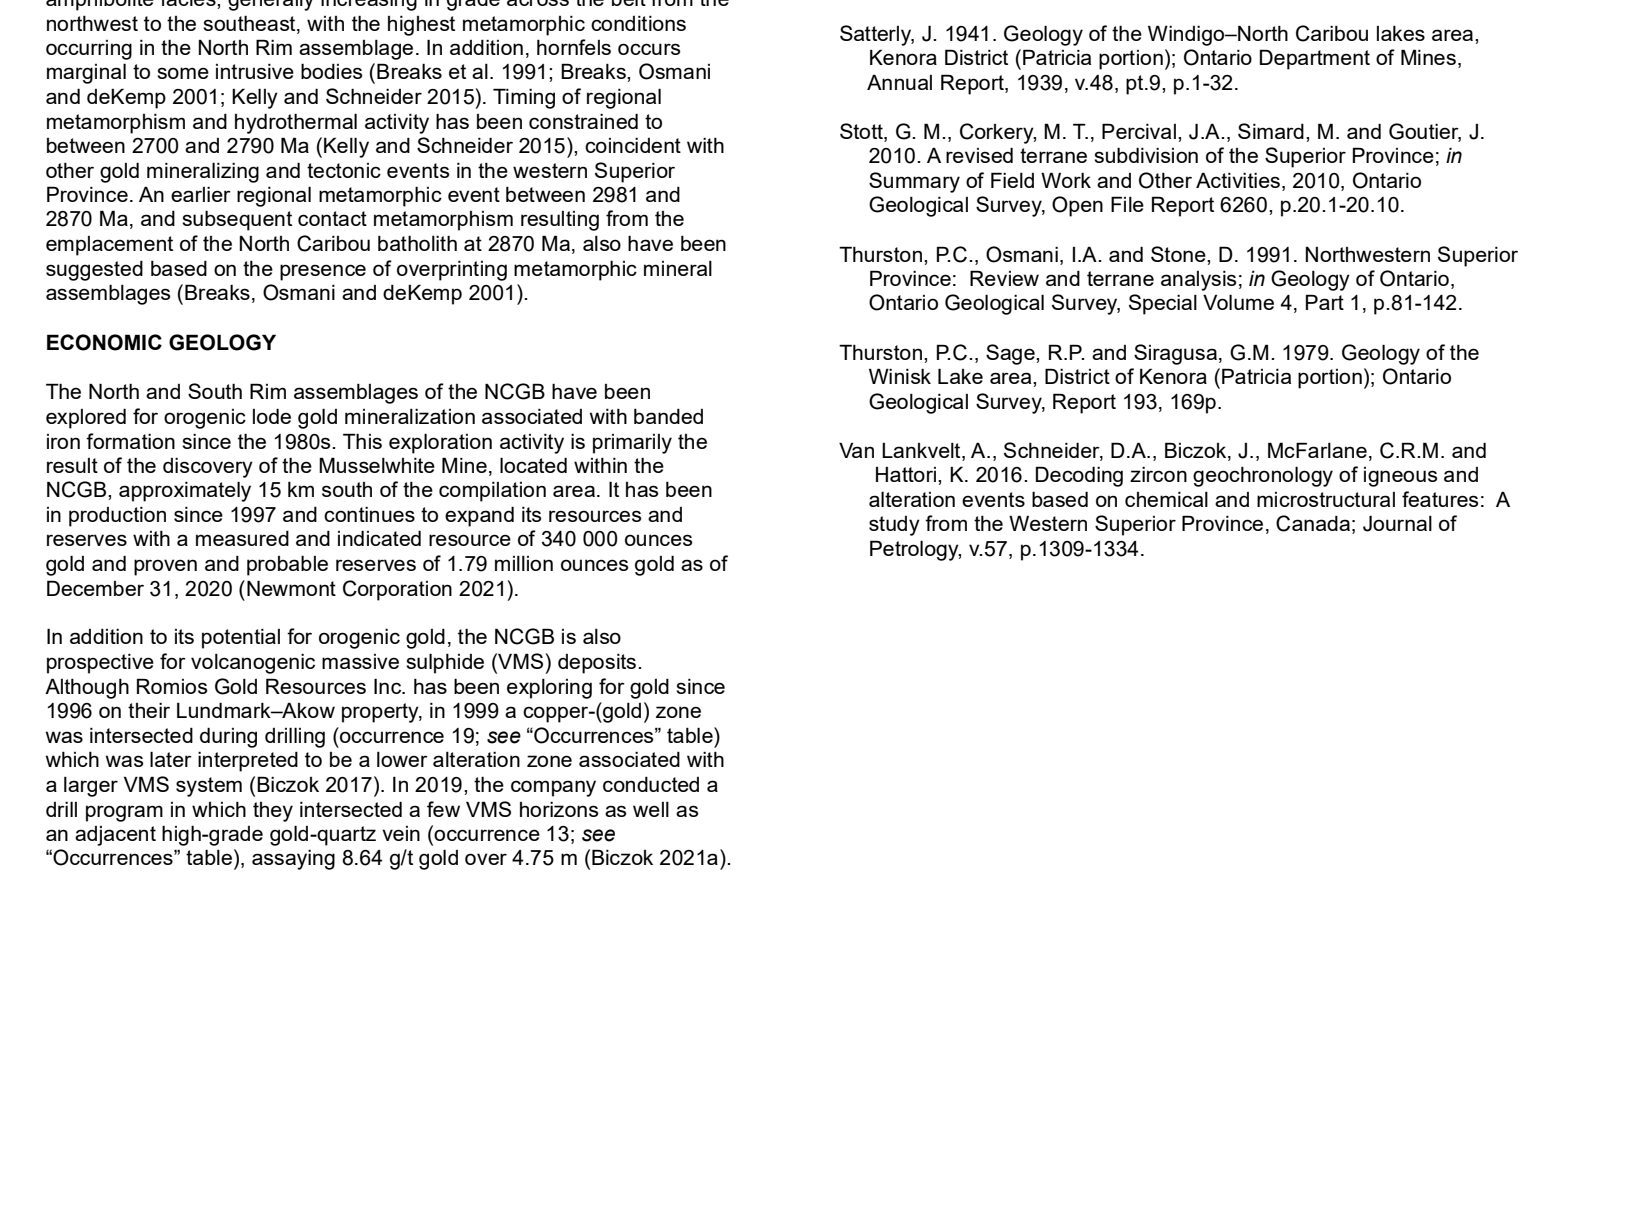 amphibolite facies, generally increasing in grade across the belt from the
northwest to the southeast, with the highest metamorphic conditions
occurring in the North Rim assemblage. In addition, hornfels occurs
marginal to some intrusive bodies (Breaks et al. 1991; Breaks, Osmani
and deKemp 2001; Kelly and Schneider 2015). Timing of regional
metamorphism and hydrothermal activity has been constrained to
between 2700 and 2790 Ma (Kelly and Schneider 2015), coincident with
other gold mineralizing and tectonic events in the western Superior
Province. An earlier regional metamorphic event between 2981 and
2870 Ma, and subsequent contact metamorphism resulting from the
emplacement of the North Caribou batholith at 2870 Ma, also have been
suggested based on the presence of overprinting metamorphic mineral
assemblages (Breaks, Osmani and deKemp 2001).
ECONOMIC GEOLOGY
The North and South Rim assemblages of the NCGB have been
explored for orogenic lode gold mineralization associated with banded
iron formation since the 1980s. This exploration activity is primarily the
result of the discovery of the Musselwhite Mine, located within the
NCGB, approximately 15 km south of the compilation area. It has been
in production since 1997 and continues to expand its resources and
reserves with a measured and indicated resource of 340 000 ounces
gold and proven and probable reserves of 1.79 million ounces gold as of
December 31, 2020 (Newmont Corporation 2021).
In addition to its potential for orogenic gold, the NCGB is also
prospective for volcanogenic massive sulphide (VMS) deposits.
Although Romios Gold Resources Inc. has been exploring for gold since
1996 on their Lundmark–Akow property, in 1999 a copper-(gold) zone
was intersected during drilling (occurrence 19; see “Occurrences” table)
which was later interpreted to be a lower alteration zone associated with
a larger VMS system (Biczok 2017). In 2019, the company conducted a
drill program in which they intersected a few VMS horizons as well as
an adjacent high-grade gold-quartz vein (occurrence 13; see
“Occurrences” table), assaying 8.64 g/t gold over 4.75 m (Biczok 2021a).
Satterly, J. 1941. Geology of the Windigo–North Caribou lakes area,
Kenora District (Patricia portion); Ontario Department of Mines,
Annual Report, 1939, v.48, pt.9, p.1-32.
Stott, G. M., Corkery, M. T., Percival, J.A., Simard, M. and Goutier, J.
2010. A revised terrane subdivision of the Superior Province; in
Summary of Field Work and Other Activities, 2010, Ontario
Geological Survey, Open File Report 6260, p.20.1-20.10.
Thurston, P.C., Osmani, I.A. and Stone, D. 1991. Northwestern Superior
Province: Review and terrane analysis; in Geology of Ontario,
Ontario Geological Survey, Special Volume 4, Part 1, p.81-142.
Thurston, P.C., Sage, R.P. and Siragusa, G.M. 1979. Geology of the
Winisk Lake area, District of Kenora (Patricia portion); Ontario
Geological Survey, Report 193, 169p.
Van Lankvelt, A., Schneider, D.A., Biczok, J., McFarlane, C.R.M. and
Hattori, K. 2016. Decoding zircon geochronology of igneous and
alteration events based on chemical and microstructural features: A
study from the Western Superior Province, Canada; Journal of
Petrology, v.57, p.1309-1334.